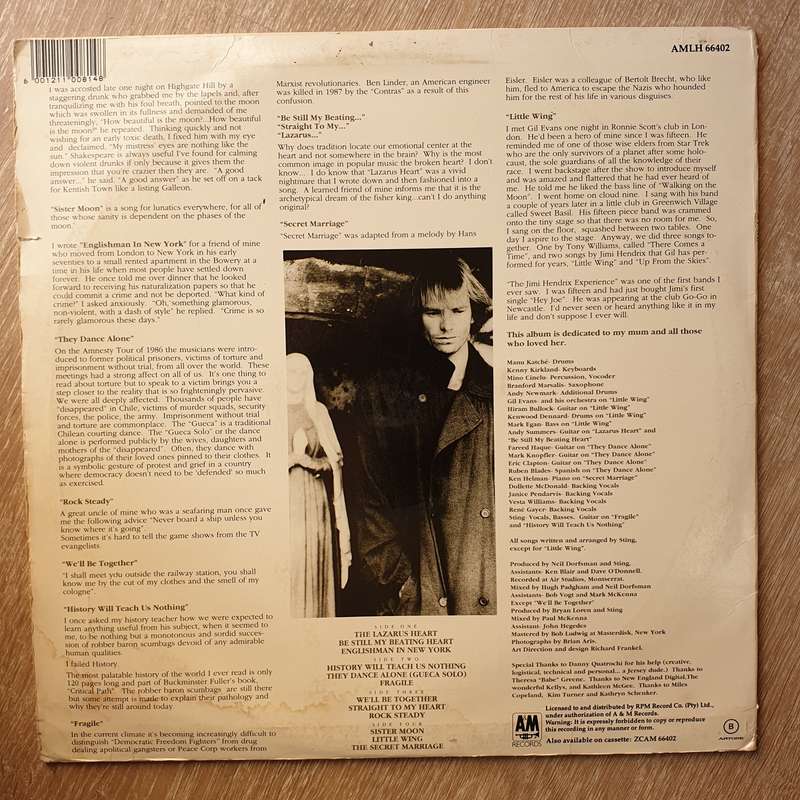 AMLH 66402
6 001211 008148
I was accosted late one night on Highgate Hill by a
staggering drunk who grabbed me by the lapels and, after
tranquilizing me with his foul breath, pointed to the moon
which was swollen in its fullness and demanded of me
threateningly, "How beautiful is the moon?...How beautiful
is the moon?" he repeated. Thinking quickly and not
wishing for an early toxic death, I fixed him with my eye
and declaimed, "My mistress' eyes are nothing like the
sun." Shakespeare is always useful I've found for calming
down violent drunks if only because it gives them the
impression that you're crazier then they are. "A good
answer..." he said. "A good answer" as he set off on a tack
for Kentish Town like a listing Galleon.
"Sister Moon" is a song for lunatics everywhere, for all of
those whose sanity is dependent on the phases of the
moon.
I wrote "Englishman In New York" for a friend of mine
who moved from London to New York in his early
seventies to a small rented apartment in the Bowery at a
time in his life when most people have settled down
forever. He once told me over dinner that he looked
forward to receiving his naturalization papers so that he
could commit a crime and not be deported. "What kind of
crime?" I asked anxiously. "Oh, something glamorous,
non-violent, with a dash of style" he replied. "Crime is so
rarely glamorous these days."
"They Dance Alone"
On the Amnesty Tour of 1986 the musicians were intro-
duced to former political prisoners, victims of torture and
imprisonment without trial, from all over the world. These
meetings had a strong affect on all of us. It's one thing to
read about torture but to speak to a victim brings you a
step closer to the reality that is so frighteningly pervasive.
We were all deeply affected. Thousands of people have
"disappeared" in Chile, victims of murder squads, security
forces, the police, the army. Imprisonment without trial
and torture are commonplace. The "Gueca" is a traditional
Chilean courting dance. The "Gueca Solo" or the dance
alone is performed publicly by the wives, daughters and
mothers of the "disappeared". Often, they dance with
photographs of their loved ones pinned to their clothes. It
is a symbolic gesture of protest and grief in a country
where democracy doesn't need to be 'defended' so much
as exercised.
"Rock Steady"
A great uncle of mine who was a seafaring man once gave
me the following advice "Never board a ship unless you
know where it's going".
Sometimes it's hard to tell the game shows from the TV
evangelists.
"We'll Be Together"
"I shall meet you outside the railway station, you shall
know me by the cut of my clothes and the smell of my
cologne".
"History Will Teach Us Nothing"
I once asked my history teacher how we were expected to
learn anything useful from his subject, when it seemed to
me, to be nothing but a monotonous and sordid succes-
sion of robber baron scumbags devoid of any admirable
human qualities.
I failed History.
The most palatable history of the world I ever read is only
120 pages long and part of Buckminster Fuller's book,
"Critical Path". The robber baron scumbags are still there
but some attempt is made to explain their pathology and
why they're still around today.
"Fragile"
In the current climate it's becoming increasingly difficult to
distinguish "Democratic Freedom Fighters" from drug
dealing apolitical gangsters or Peace Corp workers from
Marxist revolutionaries. Ben Linder, an American engineer
was killed in 1987 by the "Contras" as a result of this
confusion.
"Be Still My Beating..."
"Straight To My..."
"Lazarus..."
Why does tradition locate our emotional center at the
heart and not somewhere in the brain? Why is the most
common image in popular music the broken heart? I don't
know... I do know that "Lazarus Heart" was a vivid
nightmare that I wrote down and then fashioned into a
song. A learned friend of mine informs me that it is the
archetypical dream of the fisher king...can't I do anything
original?
"Secret Marriage"
"Secret Marriage" was adapted from a melody by Hans
SIDE ONE
THE LAZARUS HEART
BE STILL MY BEATING HEART
ENGLISHMAN IN NEW YORK
SIDE TWO
HISTORY WILL TEACH US NOTHING
THEY DANCE ALONE (GUECA SOLO)
FRAGILE
SIDE THREE
WE'LL BE TOGETHER
STRAIGHT TO MY HEART
ROCK STEADY
SIDE FOUR
SISTER MOON
LITTLE WING
THE SECRET MARRIAGE
Eisler. Eisler was a colleague of Bertolt Brecht, who like
him, fled to America to escape the Nazis who hounded
him for the rest of his life in various disguises.
"Little Wing"
I met Gil Evans one night in Ronnie Scott's club in Lon-
don. He'd been a hero of mine since I was fifteen. He
reminded me of one of those wise elders from Star Trek
who are the only survivors of a planet after some holo-
caust, the sole guardians of all the knowledge of their
race. I went backstage after the show to introduce myself
and was amazed and flattered that he had ever heard of
me. He told me he liked the bass line of "Walking on the
Moon". I went home on cloud nine. I sang with his band
a couple of years later in a little club in Greenwich Village
called Sweet Basil. His fifteen piece band was crammed
onto the tiny stage so that there was no room for me. So,
I sang on the floor, squashed between two tables. One
day I aspire to the stage. Anyway, we did three songs to-
gether. One by Tony Williams, called "There Comes a
Time", and two songs by Jimi Hendrix that Gil has per-
formed for years. "Little Wing" and "Up From the Skies".
"The Jimi Hendrix Experience" was one of the first bands I
ever saw. I was fifteen and had just bought Jimi's first
single "Hey Joe". He was appearing at the club Go-Go in
Newcastle. I'd never seen or heard anything like it in my
life and don't suppose I ever will.
This album is dedicated to my mum and all those
who loved her.
Manu Katché- Drums
Kenny Kirkland- Keyboards
Mino Cinelu- Percussion, Vocoder
Branford Marsalis- Saxophone
Andy Newmark- Additional Drums
Gil Evans- and his orchestra on "Little Wing"
Hiram Bullock- Guitar on "Little Wing"
Kenwood Dennard- Drums on "Little Wing"
Mark Egan- Bass on "Little Wing"
Andy Summers- Guitar on "Lazarus Heart" and
"Be Still My Beating Heart"
Fareed Haque- Guitar on "They Dance Alone"
Mark Knopfler- Guitar on "They Dance Alone"
Eric Clapton- Guitar on "They Dance Alone"
Ruben Blades- Spanish on "They Dance Alone"
Ken Helman- Piano on "Secret Marriage"
Dollette McDonald- Backing Vocals
Janice Pendarvis- Backing Vocals
Vesta Williams- Backing Vocals
René Gayer- Backing Vocals
Sting- Vocals, Basses, Guitar on "Fragile"
and "History Will Teach Us Nothing"
All songs written and arranged by Sting,
except for "Little Wing".
Produced by Neil Dorfsman and Sting.
Assistants- Ken Blair and Dave O'Donnell.
Recorded at Air Studios, Montserrat.
Mixed by Hugh Padgham and Neil Dorfsman
Assistants- Bob Vogt and Mark McKenna
Except "We'll Be Together"
Produced by Bryan Loren and Sting
Mixed by Paul McKenna
Assistant- John Hegedes
Mastered by Bob Ludwig at Masterdisk, New York
Photographs by Brian Aris.
Art Direction and design Richard Frankel.
Special Thanks to Danny Quatrochi for his help (creative,
logistical, technical and personal... a Jersey dude.) Thanks to
Theresa "Babe" Greene. Thanks to New England Digital.The
wonderful Kellys, and Kathleen McGee. Thanks to Miles
Copeland, Kim Turner and Kathryn Schenker.
A&M
RECORDS
Licensed to and distributed by RPM Record Co. (Pty) Ltd.,
under authorization of A & M Records.
Warning: It is expressly forbidden to copy or reproduce
this recording in any manner or form.
Also available on cassette: ZCAM 66402
B
ARTONE